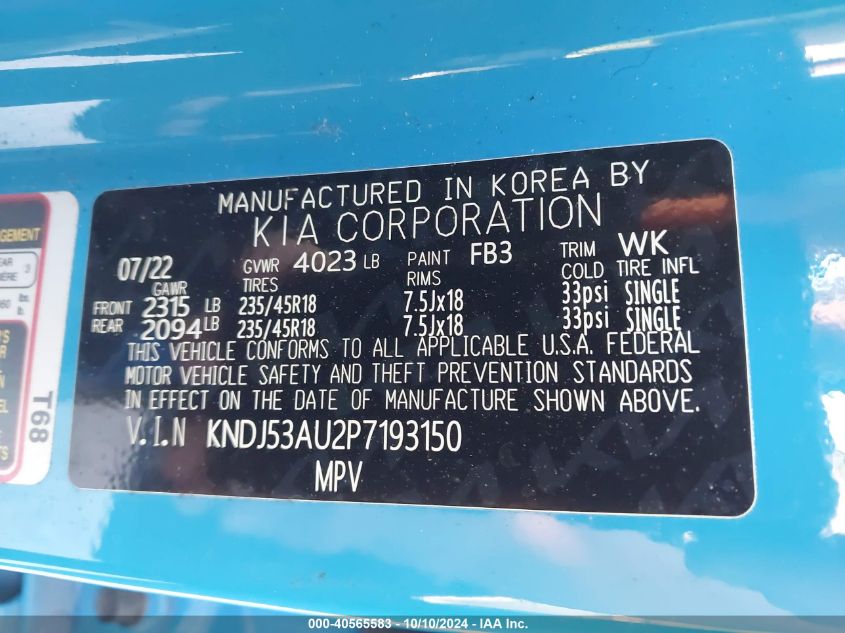 MANUFACTURED IN KOREA BY
KIA CORPORATION
07/22 GVWR 4023 LB PAINT FB3 TRIM WK
GAWR TIRES RIMS COLD TIRE INFL
FRONT 2315 LB 235/45R18 7.5Jx18 33psi SINGLE
REAR 2094 LB 235/45R18 7.5Jx18 33psi SINGLE
THIS VEHICLE CONFORMS TO ALL APPLICABLE U.S.A. FEDERAL
MOTOR VEHICLE SAFETY AND THEFT PREVENTION STANDARDS
IN EFFECT ON THE DATE OF MANUFACTURE SHOWN ABOVE.
V.I.N KNDJ53AU2P7193150
MPV
T68
000-40565583 - 10/10/2024 - IAAI.com